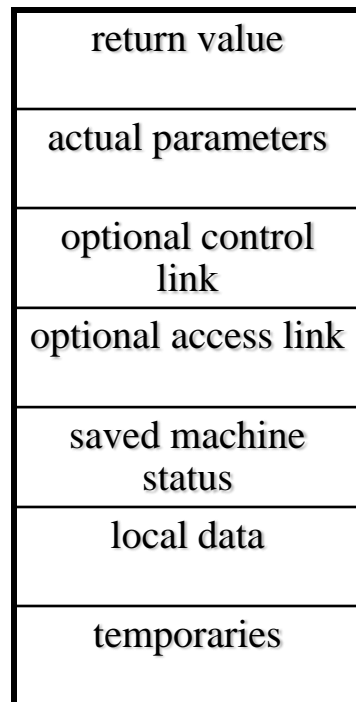 return value
actual parameters
optional control
link
optional access link
saved machine
status
local data
temporaries